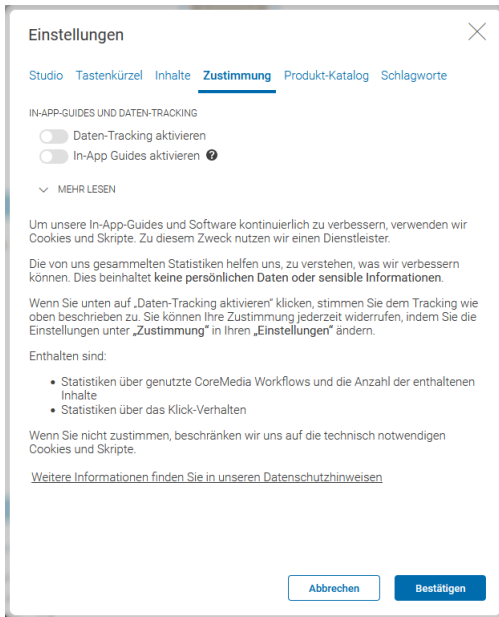 Einstellungen
Studio Tastenkürzel Inhalte Zustimmung Produkt-Katalog Schlagworte
IN-APP-GUIDES UND DATEN-TRACKING
Daten-Tracking aktivieren
In-App Guides aktivieren ?
MEHR LESEN
Um unsere In-App-Guides und Software kontinuierlich zu verbessern, verwenden wir
Cookies und Skripte. Zu diesem Zweck nutzen wir einen Dienstleister.
Die von uns gesammelten Statistiken helfen uns, zu verstehen, was wir verbessern
können. Dies beinhaltet keine persönlichen Daten oder sensible Informationen.
Wenn Sie unten auf „Daten-Tracking aktivieren" klicken, stimmen Sie dem Tracking wie
oben beschrieben zu. Sie können Ihre Zustimmung jederzeit widerrufen, indem Sie die
Einstellungen unter „Zustimmung" in Ihren „Einstellungen" ändern.
Enthalten sind:
• Statistiken über genutzte CoreMedia Workflows und die Anzahl der enthaltenen
Inhalte
• Statistiken über das Klick-Verhalten
Wenn Sie nicht zustimmen, beschränken wir uns auf die technisch notwendigen
Cookies und Skripte.
Weitere Informationen finden Sie in unseren Datenschutzhinweisen
Abbrechen Bestätigen